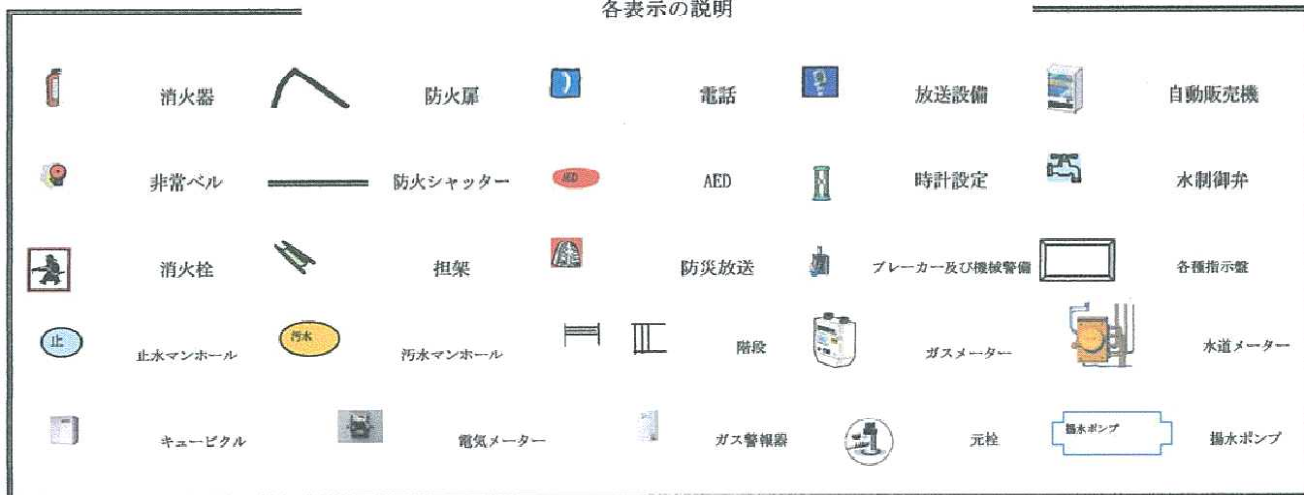 各表示の説明
消火器 防火扉 電話 放送設備 自動販売機
非常ベル 防火シャッター AED AED 時計設定 水制御弁
消火栓 担架 防災放送 ブレーカー及び機械警備 各種指示盤
止 止水マンホール 汚水 汚水マンホール 階段 ガスメーター 水道メーター
キュービクル 電気メーター ガス警報器 元栓 揚水ポンプ 揚水ポンプ